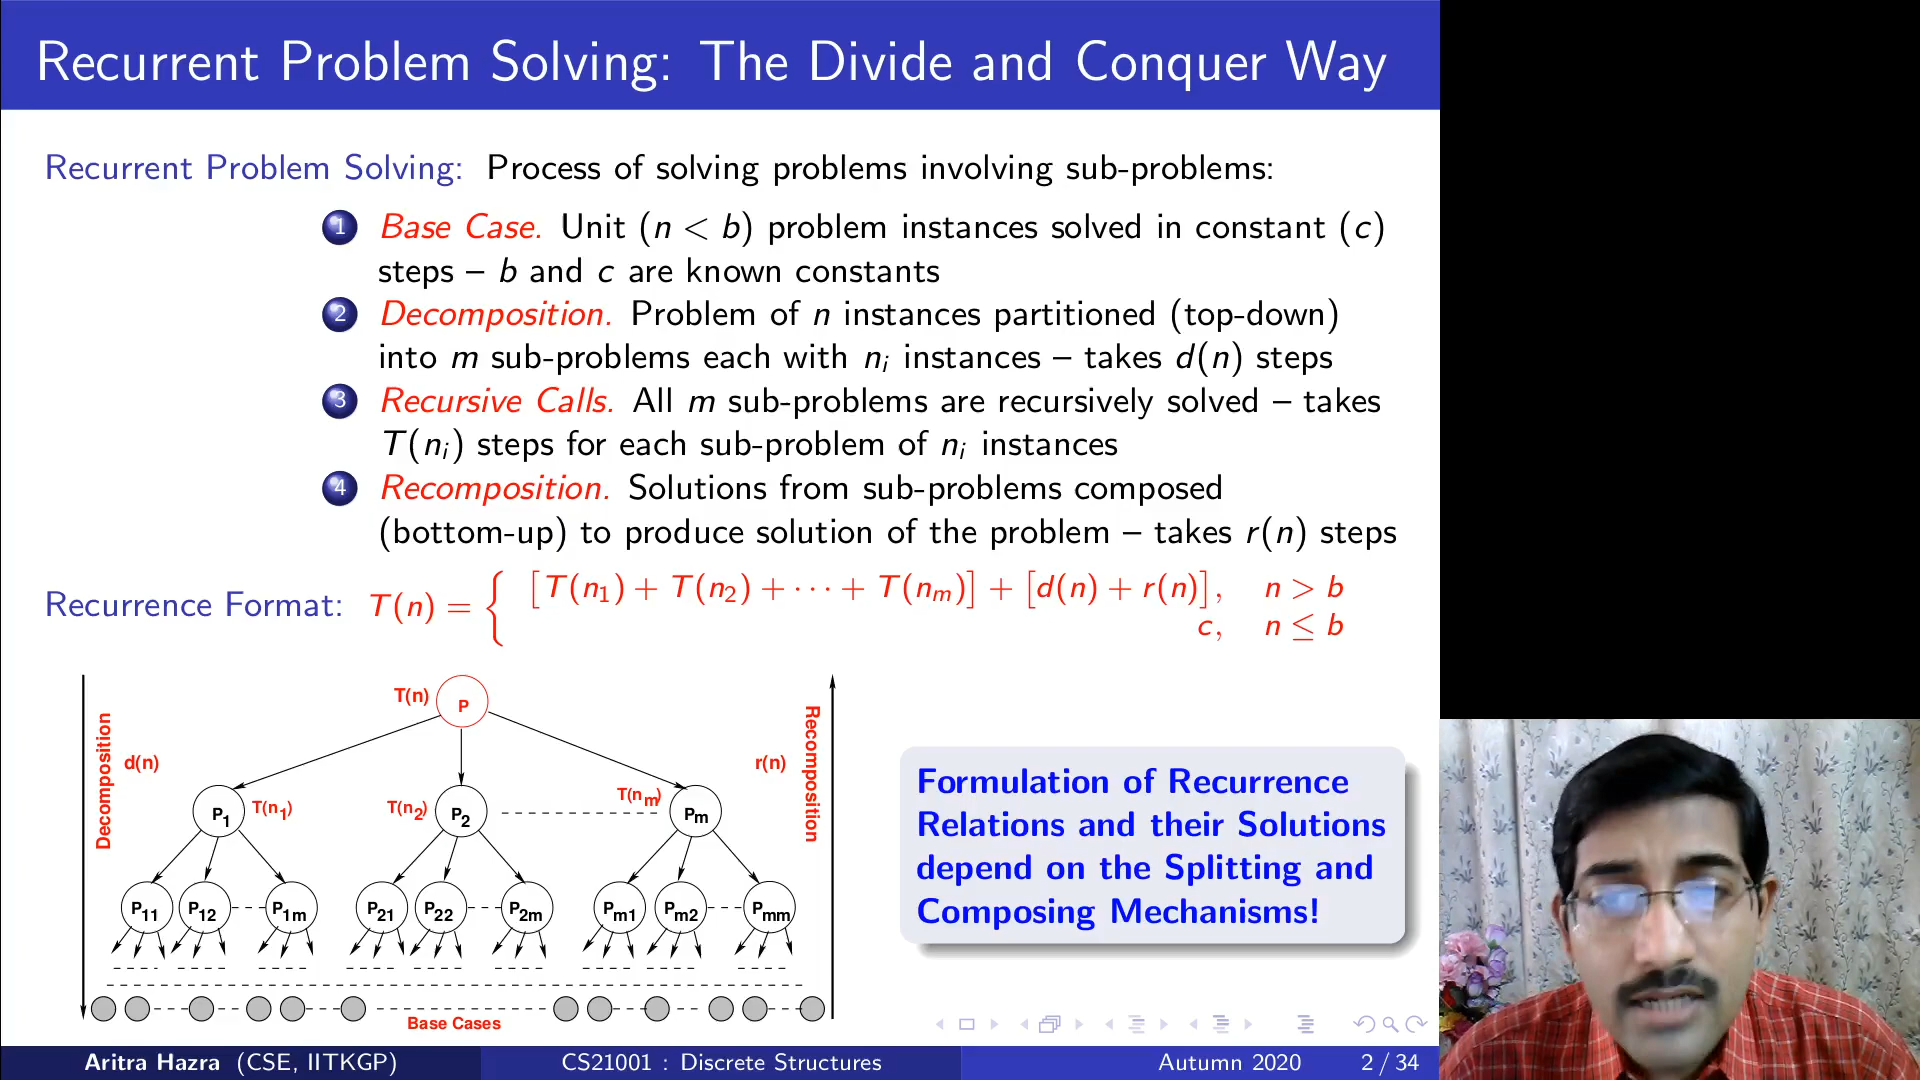 Recurrent Problem Solving: The Divide and Conquer Way
Recurrent Problem Solving: Process of solving problems involving sub-problems:
1 Base Case. Unit (n < b) problem instances solved in constant (c)
steps – b and c are known constants
2 Decomposition. Problem of n instances partitioned (top-down)
into m sub-problems each with nᵢ instances – takes d(n) steps
3 Recursive Calls. All m sub-problems are recursively solved – takes
T(nᵢ) steps for each sub-problem of nᵢ instances
4 Recomposition. Solutions from sub-problems composed
(bottom-up) to produce solution of the problem – takes r(n) steps
Recurrence Format: T(n) = { [T(n₁) + T(n₂) + ··· + T(nₘ)] + [d(n) + r(n)], n > b
c, n ≤ b
T(n) P
Decomposition
d(n)
r(n)
Recomposition
P₁ T(n₁) T(n₂) P₂ T(nₘ) Pₘ
P₁₁ P₁₂ P₁ₘ P₂₁ P₂₂ P₂ₘ Pₘ₁ Pₘ₂ Pₘₘ
Base Cases
Formulation of Recurrence
Relations and their Solutions
depend on the Splitting and
Composing Mechanisms!
Aritra Hazra (CSE, IITKGP) CS21001 : Discrete Structures Autumn 2020 2 / 34